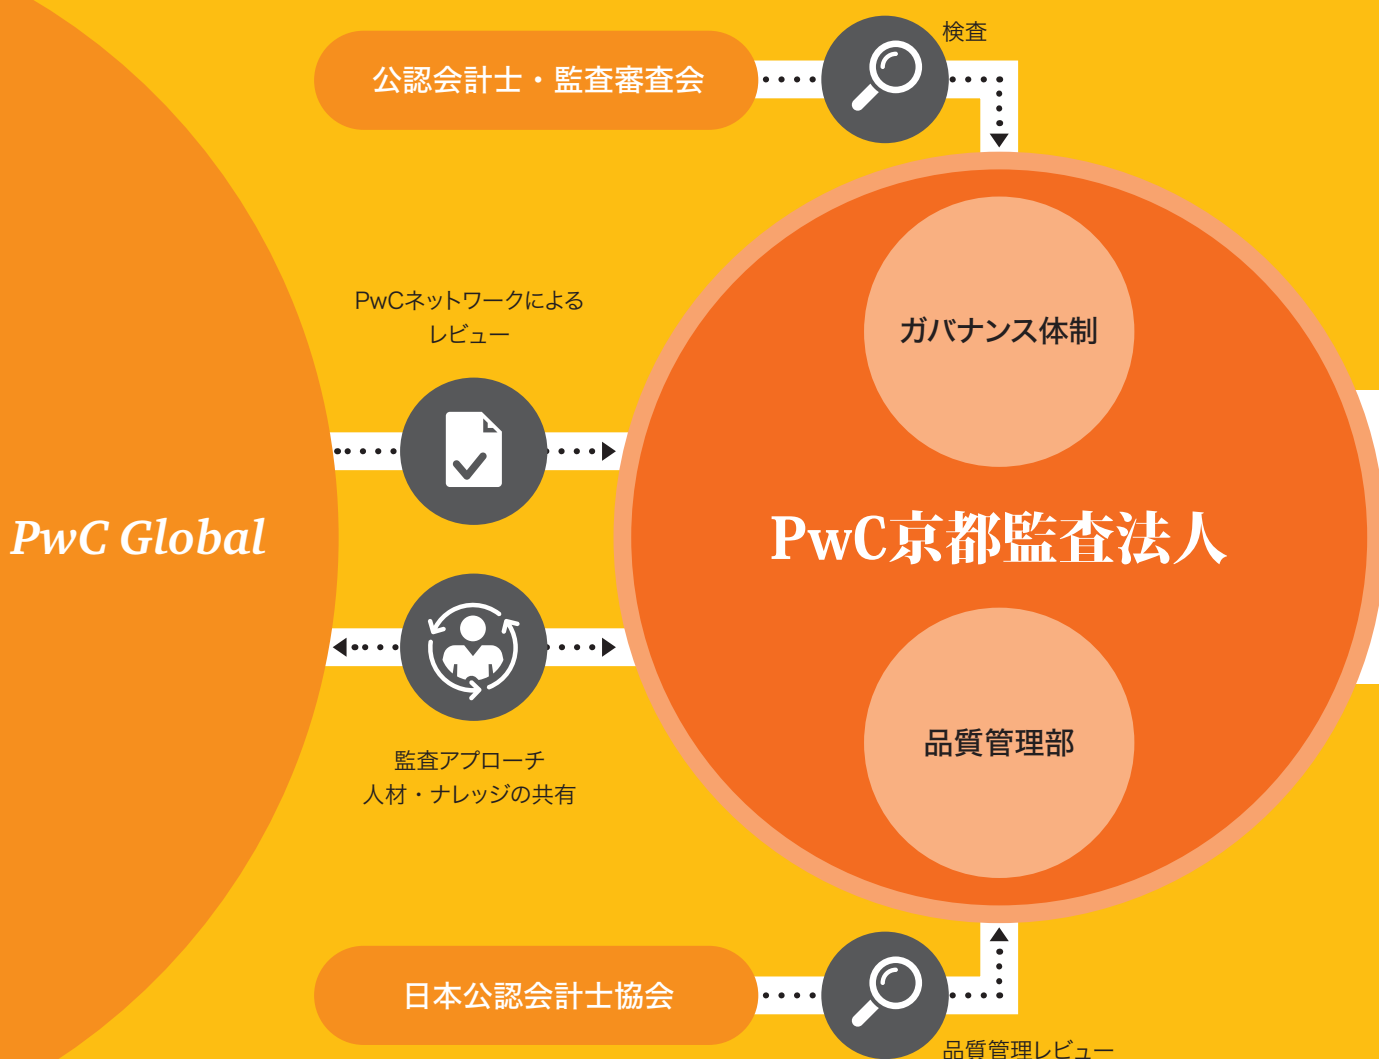 検査
公認会計士・監査審査会
PwCネットワークによる
レビュー
ガバナンス体制
PwC Global
PwC京都監査法人
品質管理部
監査アプローチ
人材・ナレッジの共有
日本公認会計士協会
品質管理レビュー